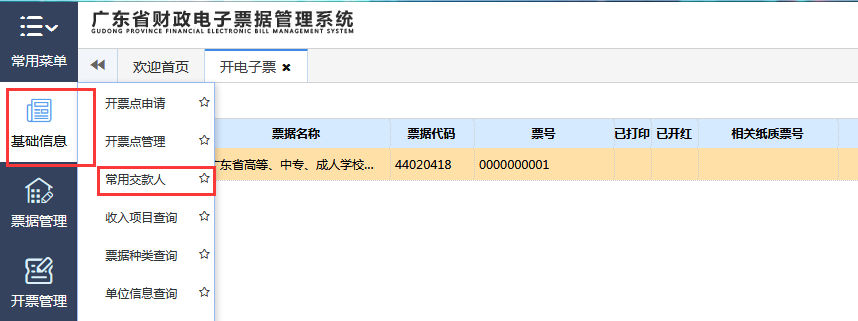 广东省财政电子票据管理系统
GUDONG PROVINCE FINANCIAL ELECTRONIC BILL MANAGEMENT SYSTEM
常用菜单
欢迎首页
开电子票
基础信息
票据管理
开票管理
开票点申请
开票点管理
常用交款人
收入项目查询
票据种类查询
单位信息查询
票据名称 票据代码 票号 已打印 已开红 相关纸质票号
广东省高等、中专、成人学校... 44020418 0000000001